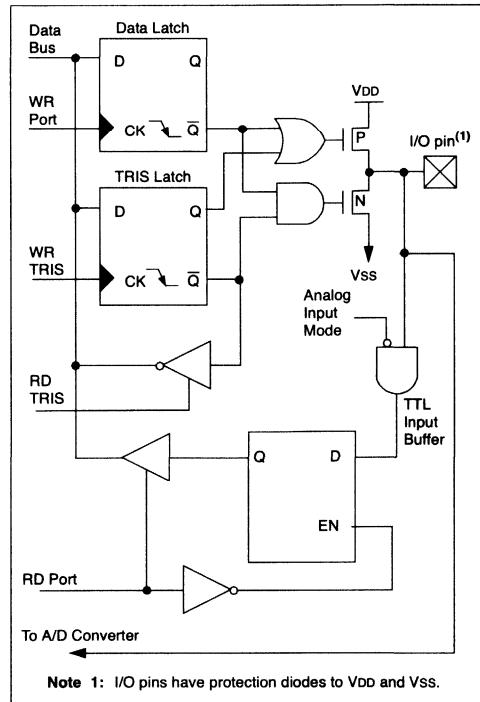 Data
Bus
Data Latch
D Q
WR
Port
CK Q
VDD
P
I/O pin(1)
TRIS Latch
D Q
N
WR
TRIS
CK Q
VSS
Analog
Input
Mode
RD
TRIS
TTL
Input
Buffer
Q D
EN
RD Port
To A/D Converter
Note 1: I/O pins have protection diodes to VDD and VSS.